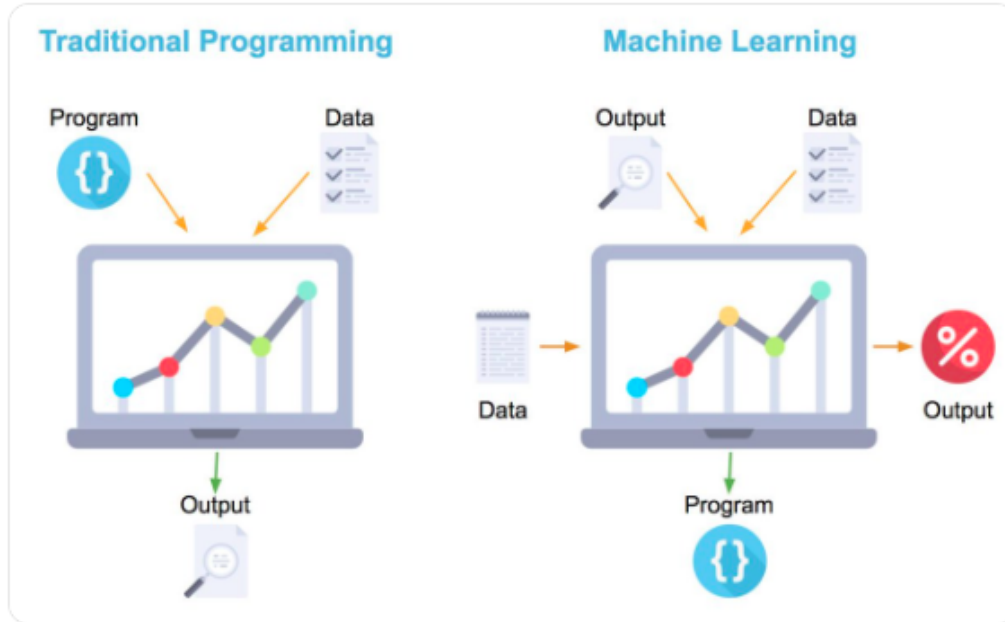 Traditional Programming
Program
Data
{}
Output
Machine Learning
Output
Data
Data
%
Output
Program
{}